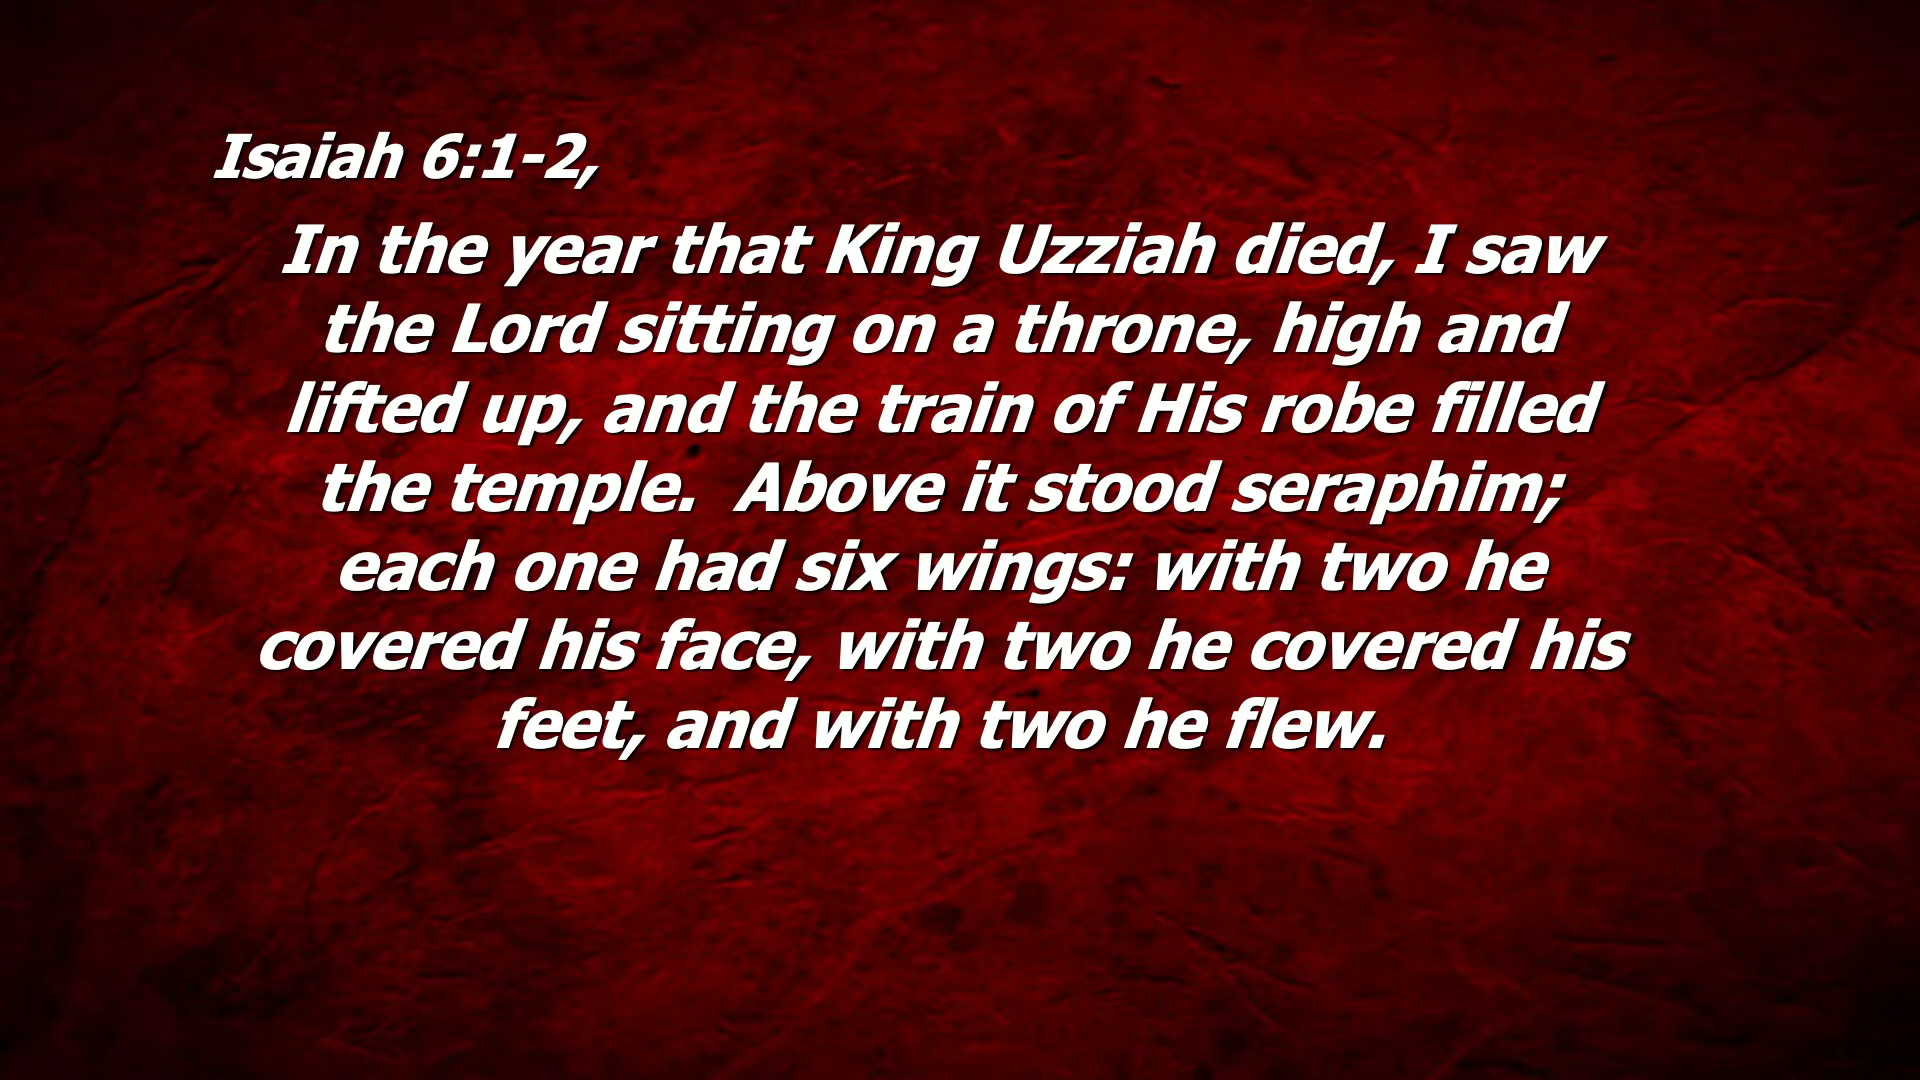 Isaiah 6:1-2,
In the year that King Uzziah died, I saw
the Lord sitting on a throne, high and
lifted up, and the train of His robe filled
the temple.  Above it stood seraphim;
each one had six wings: with two he
covered his face, with two he covered his
feet, and with two he flew.